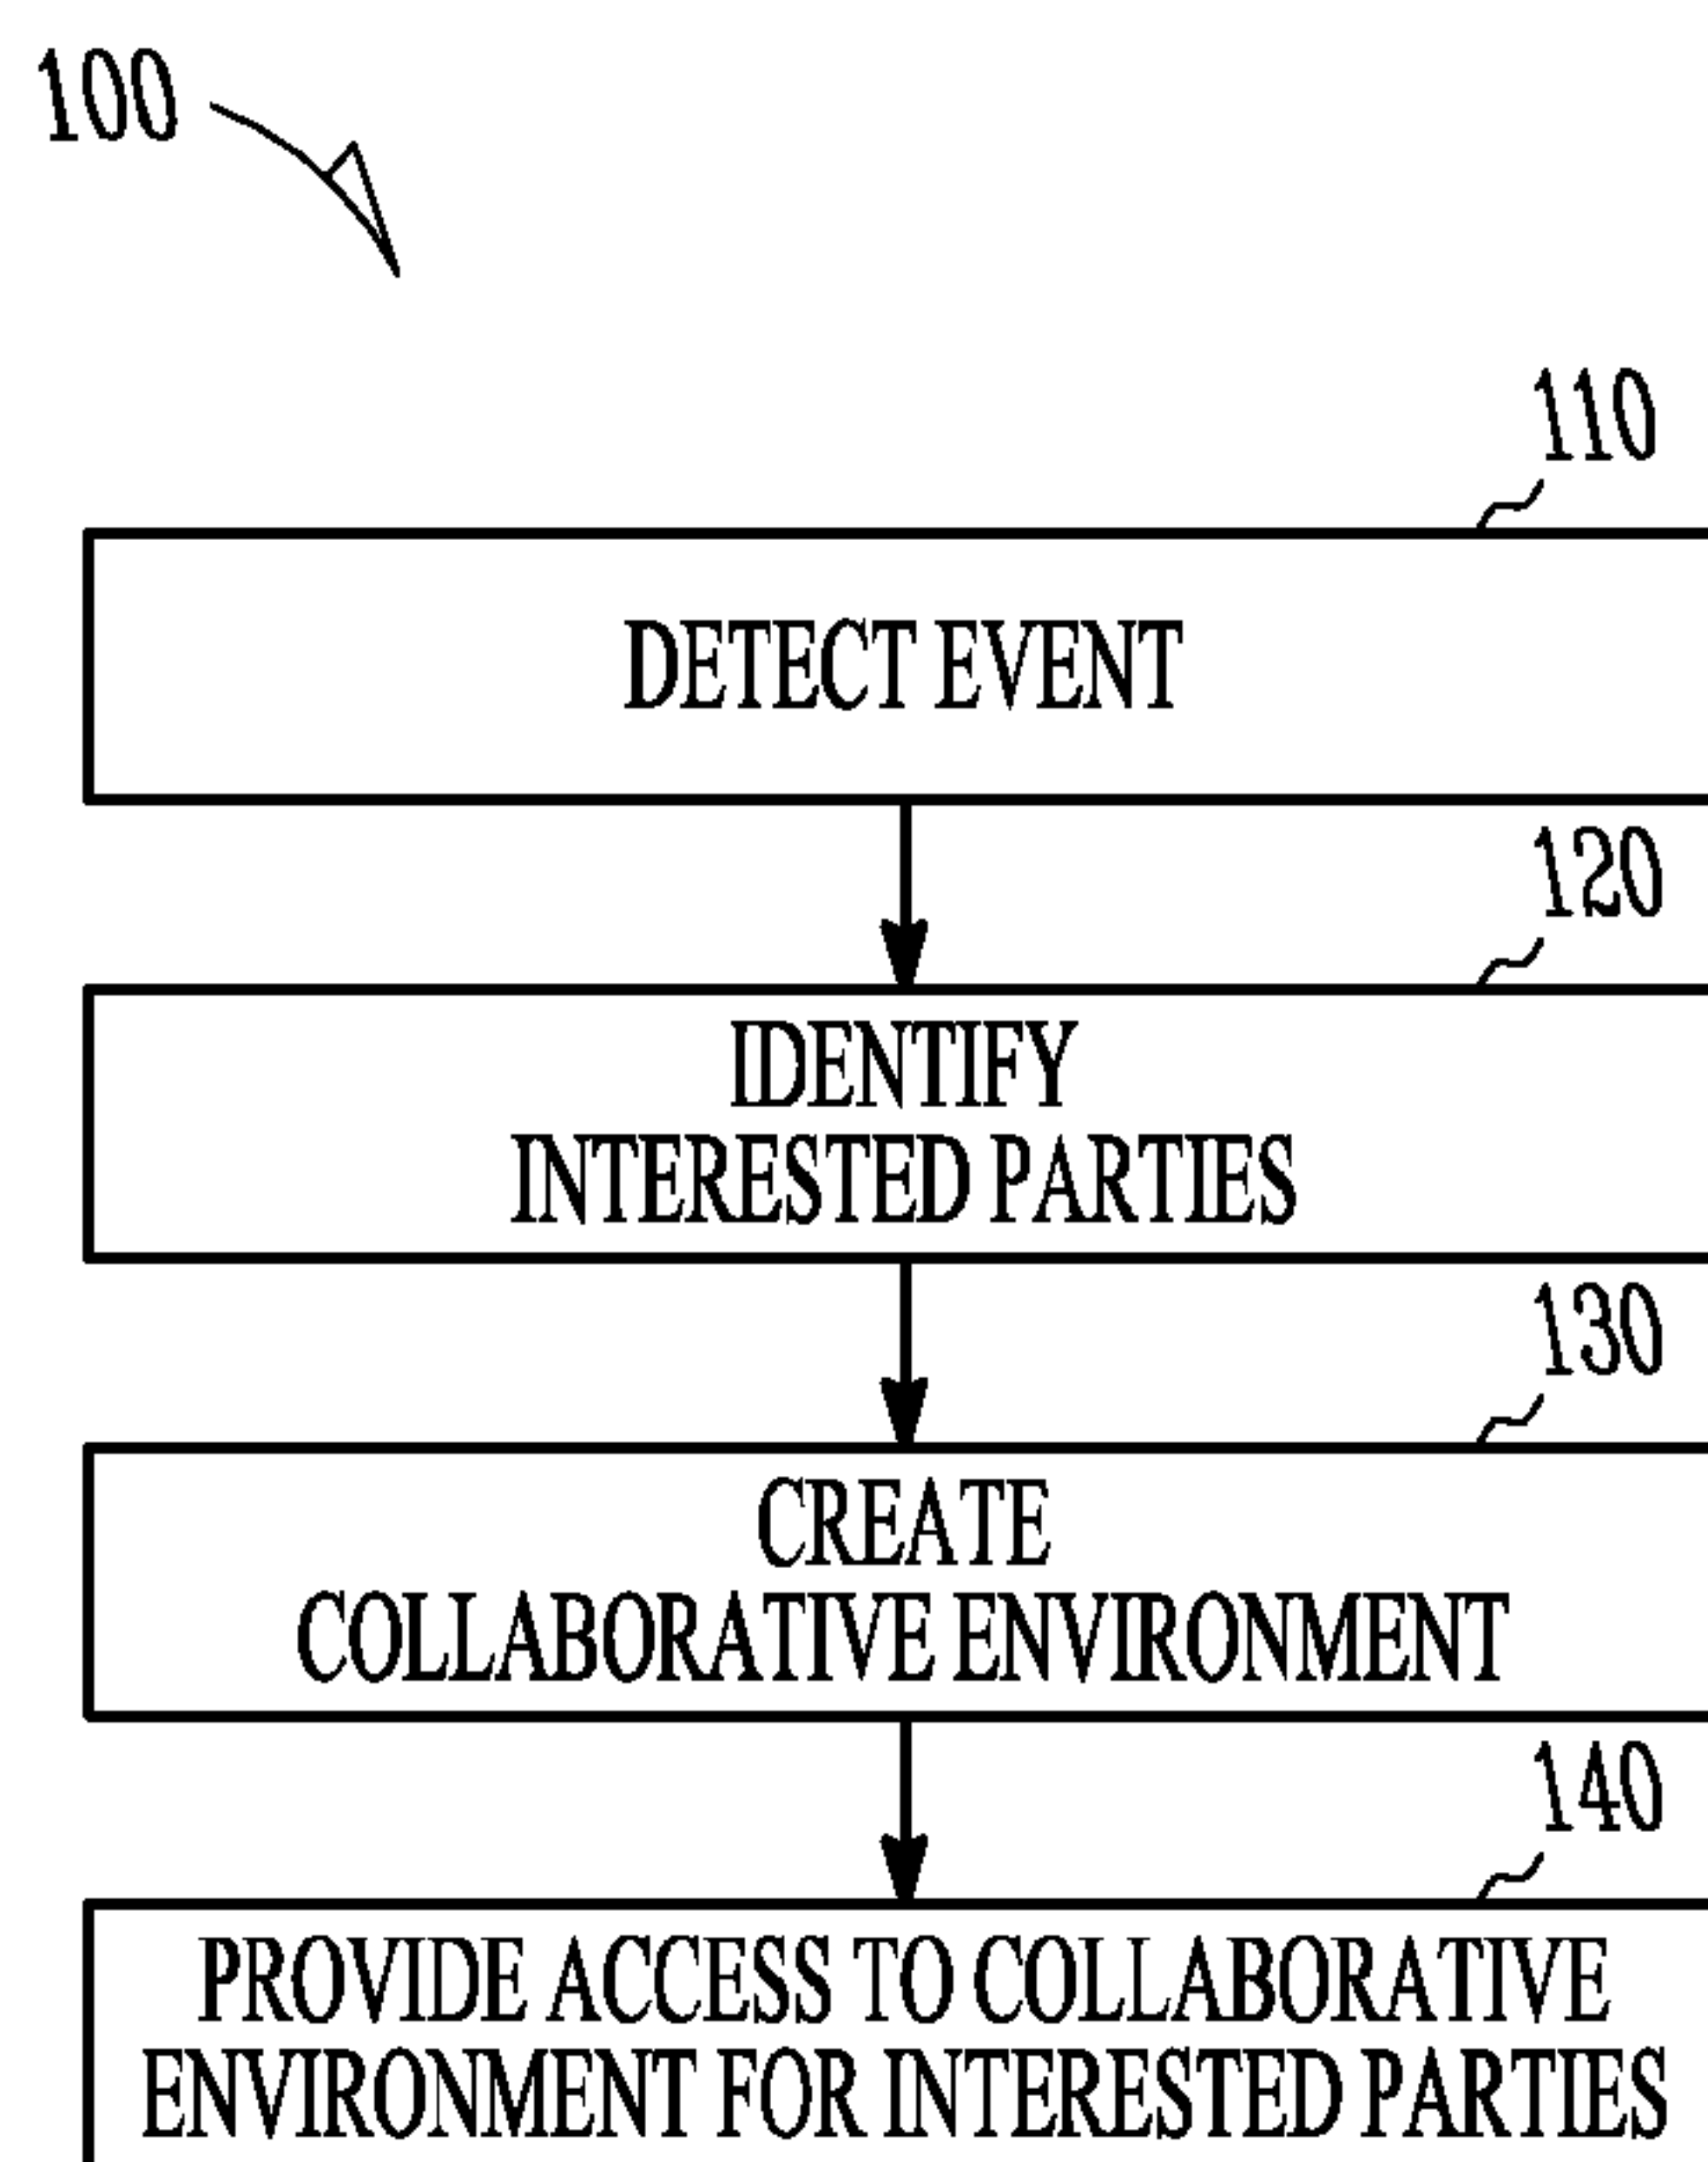 100
110
DETECT EVENT
120
IDENTIFY
INTERESTED PARTIES
130
CREATE
COLLABORATIVE ENVIRONMENT
140
PROVIDE ACCESS TO COLLABORATIVE
ENVIRONMENT FOR INTERESTED PARTIES